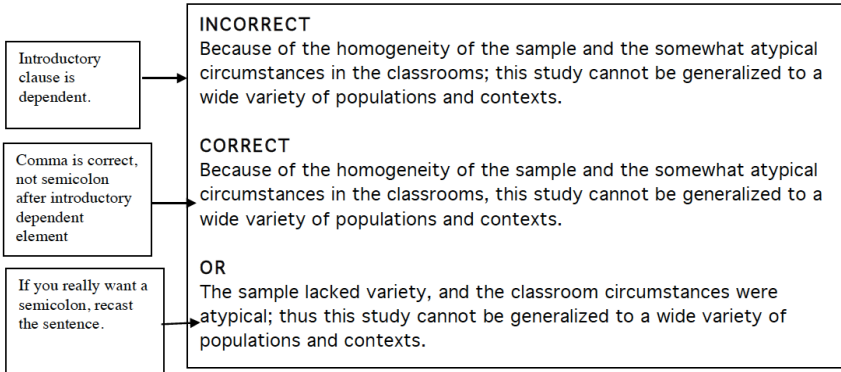 Introductory
clause is
dependent.
INCORRECT
Because of the homogeneity of the sample and the somewhat atypical
circumstances in the classrooms; this study cannot be generalized to a
wide variety of populations and contexts.
Comma is correct,
not semicolon
after introductory
dependent
element
CORRECT
Because of the homogeneity of the sample and the somewhat atypical
circumstances in the classrooms, this study cannot be generalized to a
wide variety of populations and contexts.
If you really want a
semicolon, recast
the sentence.
OR
The sample lacked variety, and the classroom circumstances were
atypical; thus this study cannot be generalized to a wide variety of
populations and contexts.